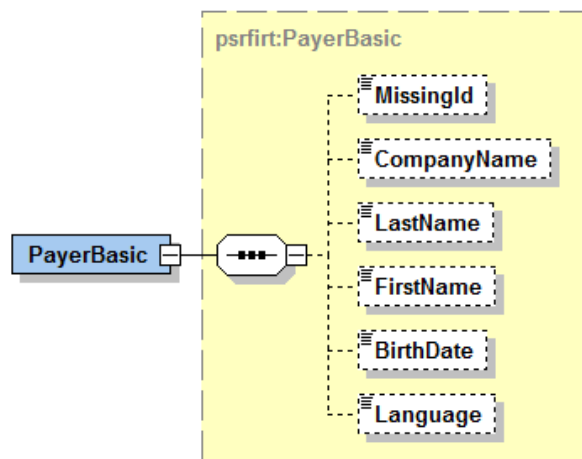 psrfirt:PayerBasic
MissingId
CompanyName
LastName
PayerBasic
FirstName
BirthDate
Language